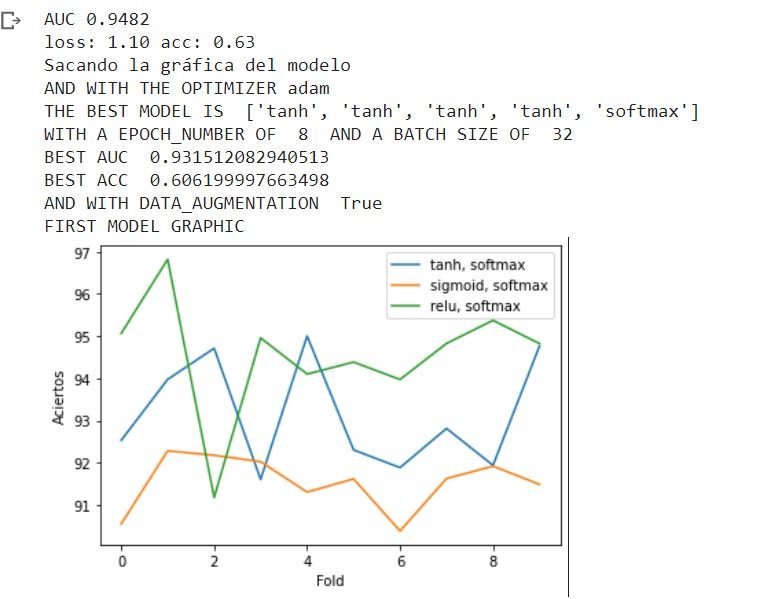 AUC 0.9482
loss: 1.10 acc: 0.63
Sacando la gráfica del modelo
AND WITH THE OPTIMIZER adam
THE BEST MODEL IS  ['tanh', 'tanh', 'tanh', 'tanh', 'softmax']
WITH A EPOCH_NUMBER OF  8  AND A BATCH SIZE OF  32
BEST AUC  0.931512082940513
BEST ACC  0.606199997663498
AND WITH DATA_AUGMENTATION  True
FIRST MODEL GRAPHIC
97
96
95
94
93
92
91
Aciertos
tanh, softmax
sigmoid, softmax
relu, softmax
0 2 4 6 8
Fold